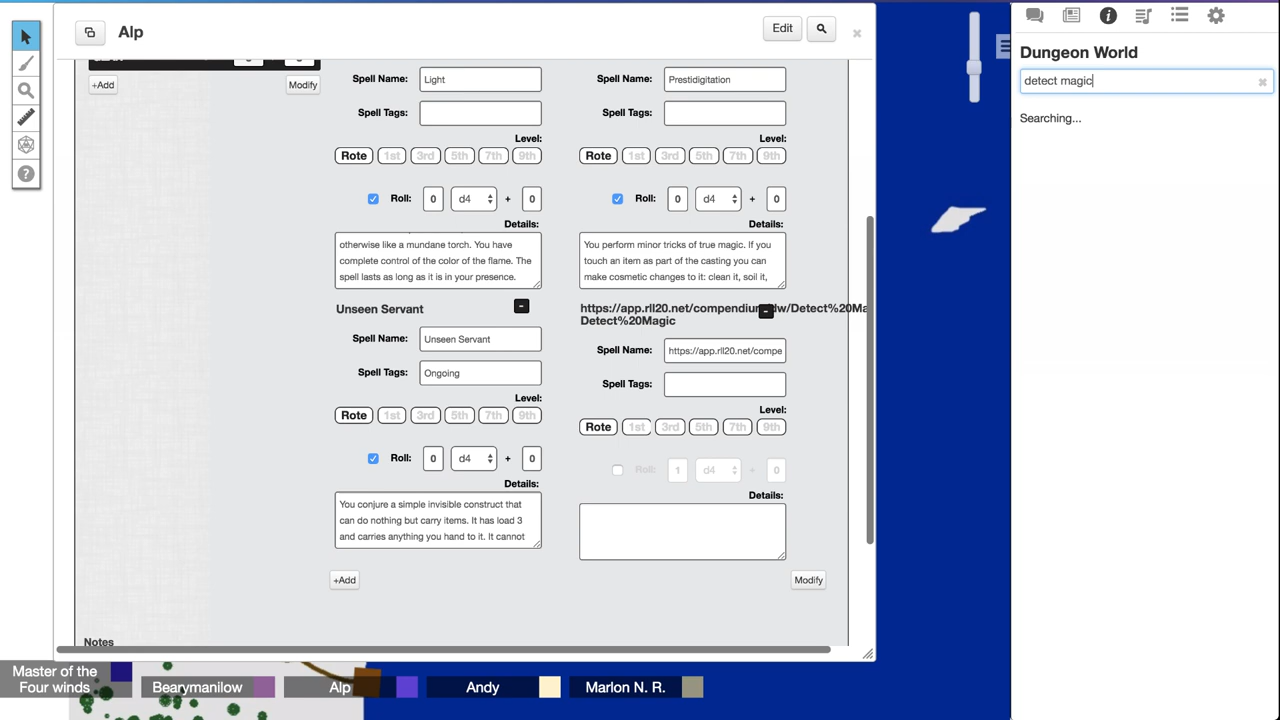 Alp
Edit
+Add
Modify
Spell Name:
Light
Spell Tags:
Level:
Rote
1st
3rd
5th
7th
9th
Roll:
0
d4
+
0
Details:
otherwise like a mundane torch. You have
complete control of the color of the flame. The
spell lasts as long as it is in your presence.
Spell Name:
Prestidigitation
Spell Tags:
Level:
Rote
1st
3rd
5th
7th
9th
Roll:
0
d4
+
0
Details:
You perform minor tricks of true magic. If you
touch an item as part of the casting you can
make cosmetic changes to it: clean it, soil it,
Unseen Servant
-
Spell Name:
Unseen Servant
Spell Tags:
Ongoing
Level:
Rote
1st
3rd
5th
7th
9th
Roll:
0
d4
+
0
Details:
You conjure a simple invisible construct that
can do nothing but carry items. It has load 3
and carries anything you hand to it. It cannot
https://app.rll20.net/compendium/dw/Detect%20Ma
Detect%20Magic
-
Spell Name:
https://app.rll20.net/compe
Spell Tags:
Level:
Rote
1st
3rd
5th
7th
9th
Roll:
1
d4
+
0
Details:
+Add
Modify
Notes
Master of the
Four winds
Bearymanilow
Alp
Andy
Marlon N. R.
Dungeon World
detect magic
Searching...